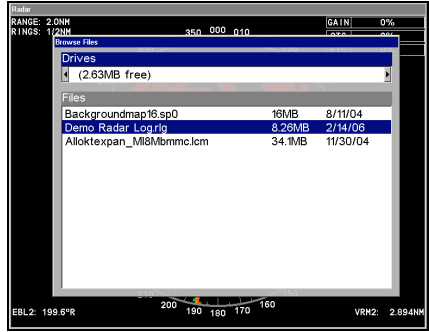 Radar
RANGE: 2.0NM
RINGS: 1/2NM
350 000 010
GAIN 0%
Browse Files
Drives
(2.63MB free)
Files
Backgroundmap16.sp0 16MB 8/11/04
Demo Radar Log.rlg 8.26MB 2/14/06
Alloktexpan_MI8Mbmmc.lcm 34.1MB 11/30/04
200 190 180 170 160
EBL2: 199.6°R
VRM2: 2.894NM